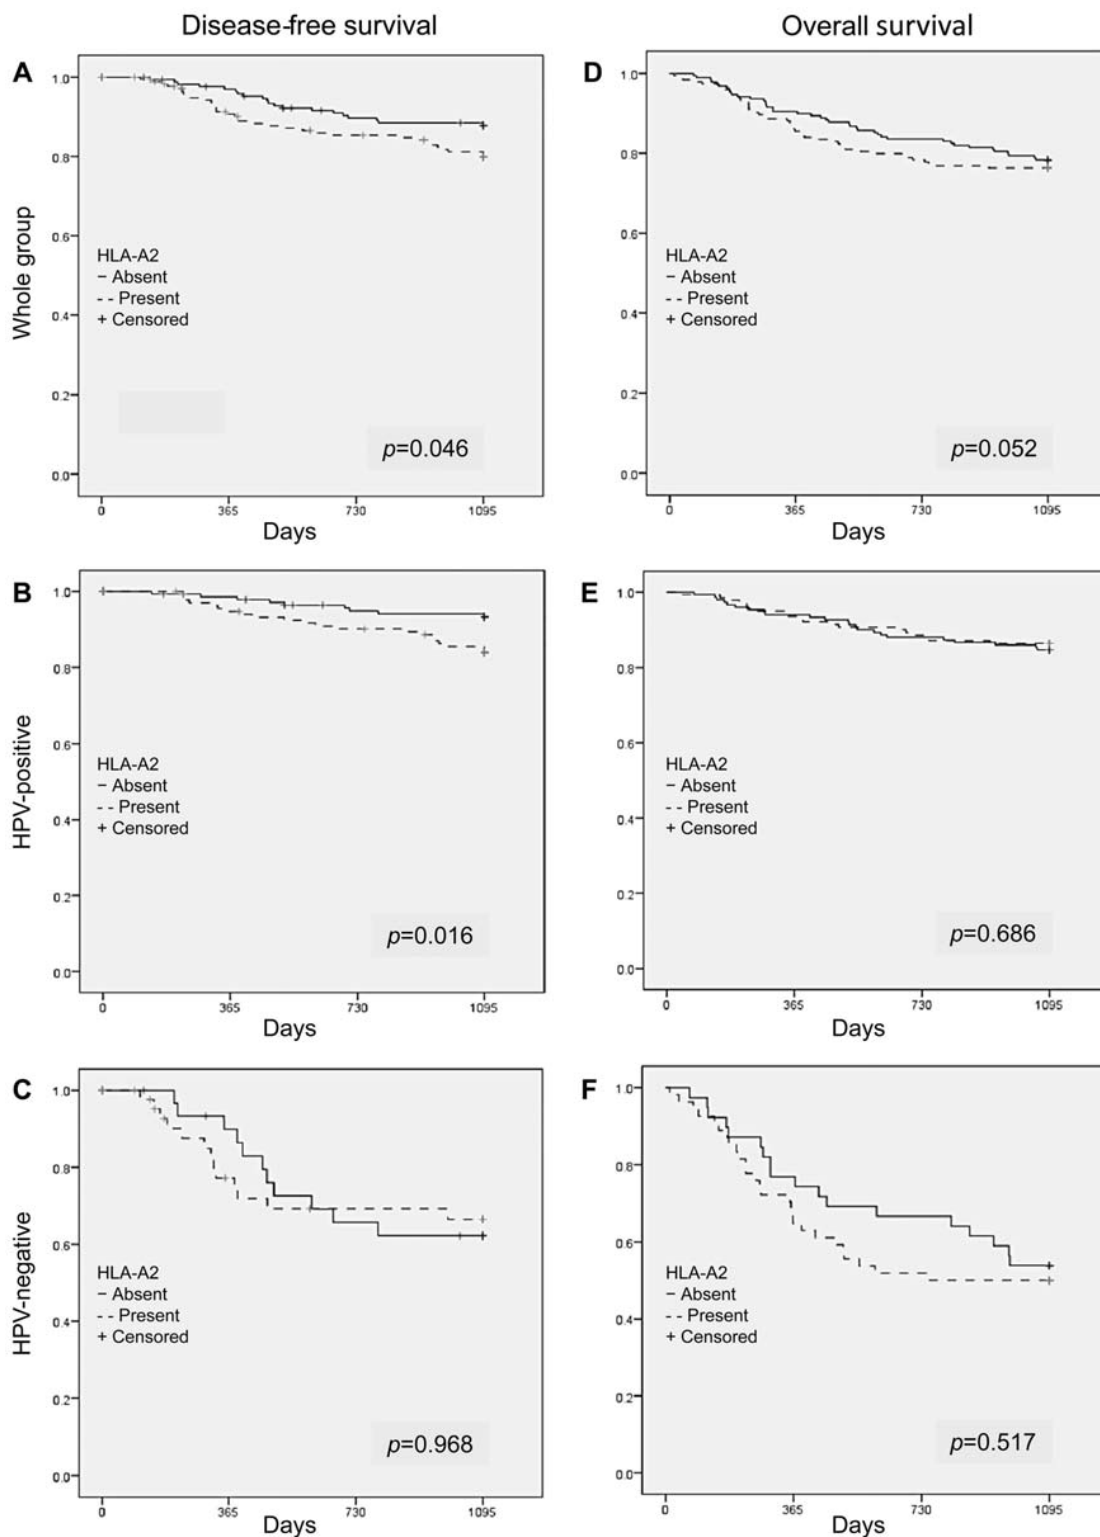 Disease-free survival
Overall survival
A
Whole group
1.0
0.8
0.6
0.4
0.2
0.0
HLA-A2
– Absent
-- Present
+ Censored
p=0.046
0 365 730 1095
Days
D
1.0
0.8
0.6
0.4
0.2
0.0
HLA-A2
– Absent
-- Present
+ Censored
p=0.052
0 365 730 1095
Days
B
HPV-positive
1.0
0.8
0.6
0.4
0.2
0.0
HLA-A2
– Absent
-- Present
+ Censored
p=0.016
0 365 730 1095
Days
E
1.0
0.8
0.6
0.4
0.2
0.0
HLA-A2
– Absent
-- Present
+ Censored
p=0.686
0 365 730 1095
Days
C
HPV-negative
1.0
0.8
0.6
0.4
0.2
0.0
HLA-A2
– Absent
-- Present
+ Censored
p=0.968
0 365 730 1095
Days
F
1.0
0.8
0.6
0.4
0.2
0.0
HLA-A2
– Absent
-- Present
+ Censored
p=0.517
0 365 730 1095
Days